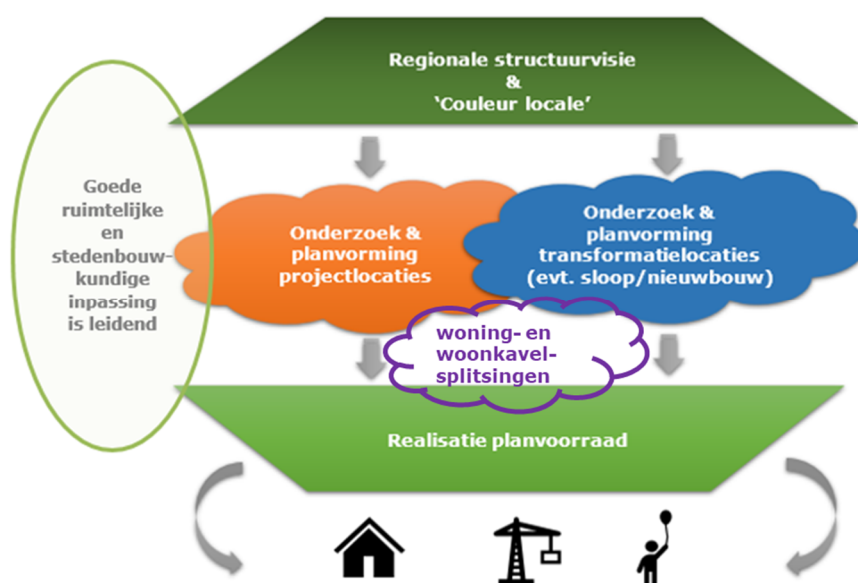 Regionale structuurvisie
&
‘Couleur locale’
Goede
ruimtelijke
en
stedenbouw-
kundige
inpassing
is leidend
Onderzoek &
planvorming
projectlocaties
Onderzoek &
planvorming
transformatielocaties
(evt. sloop/nieuwbouw)
woning- en
woonkavel-
splitsingen
Realisatie planvoorraad